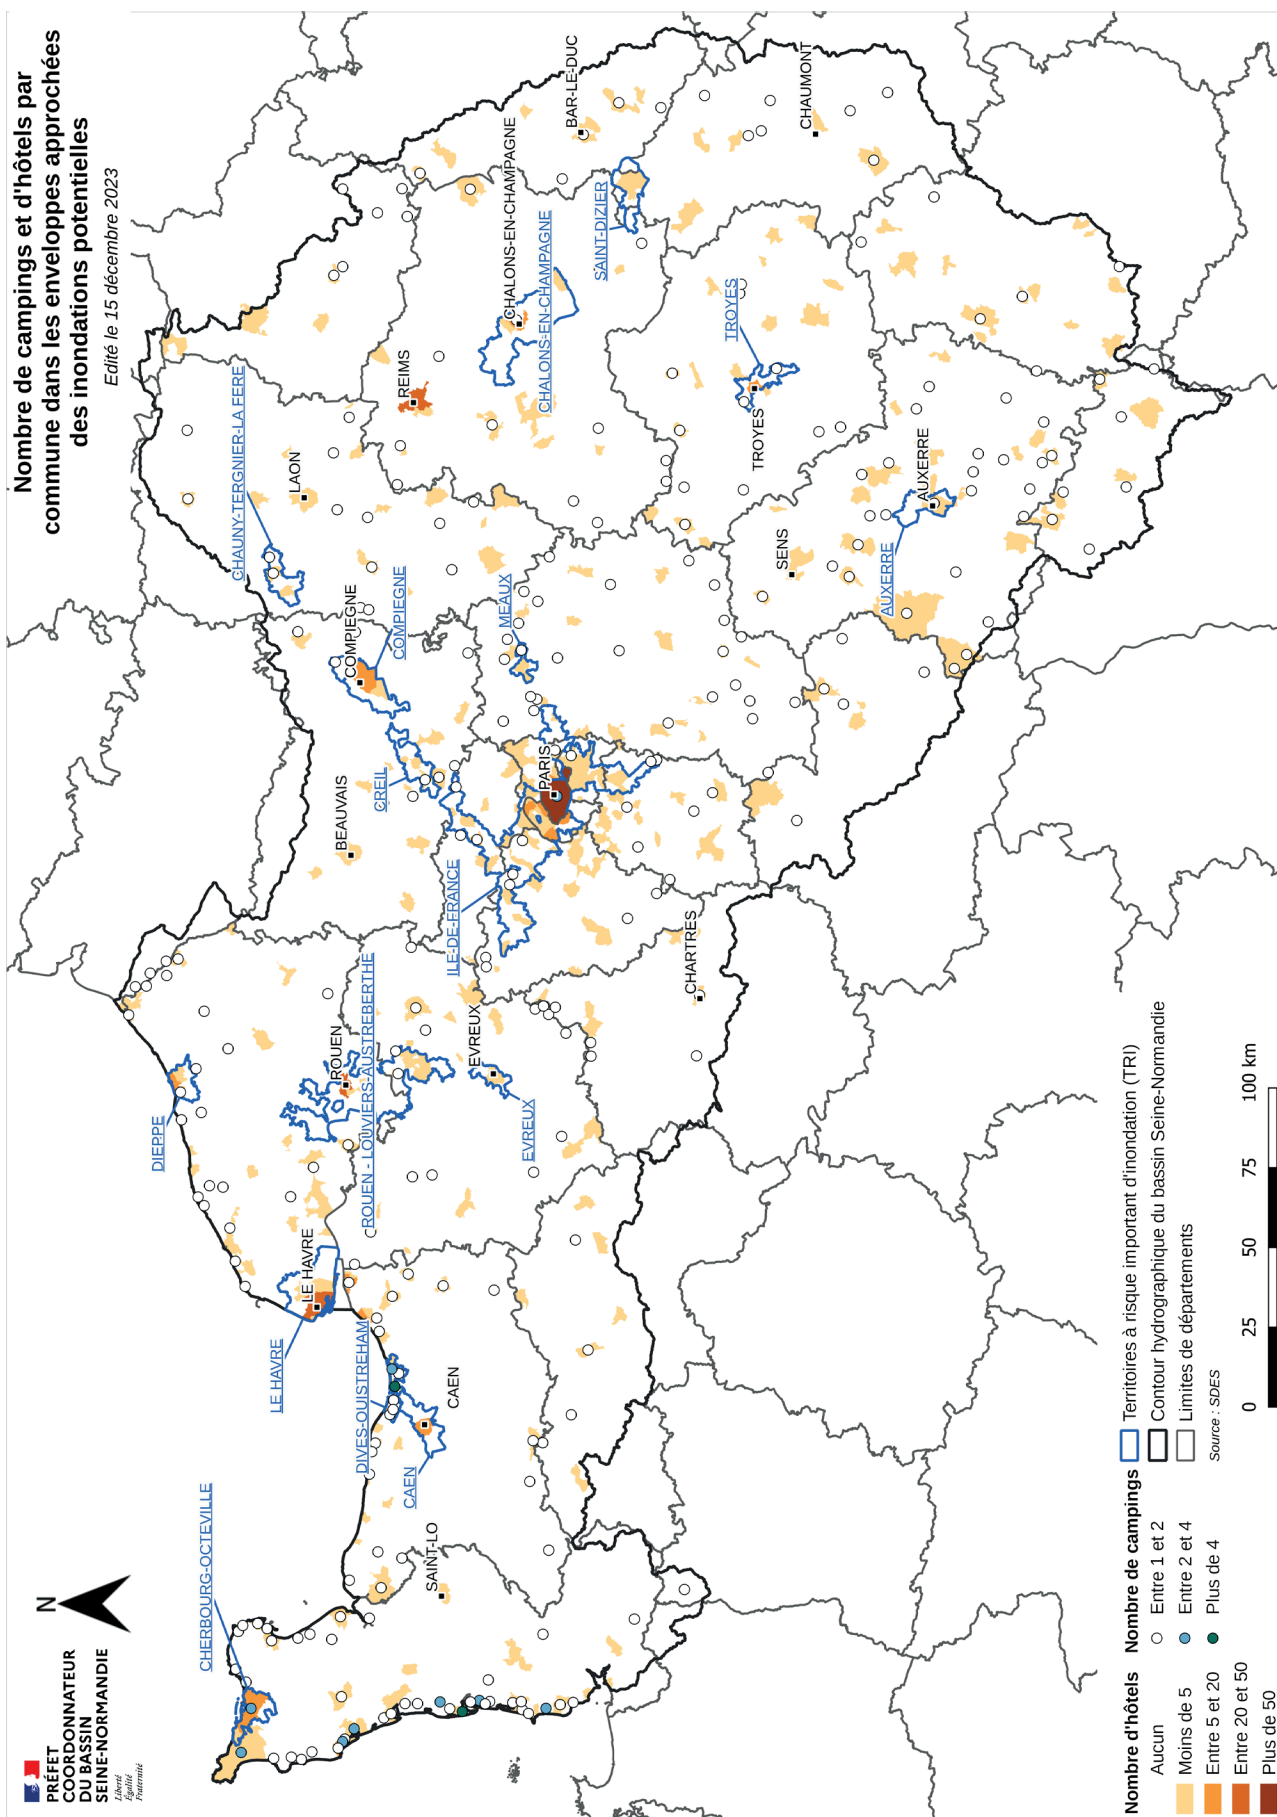 PRÉFET
COORDONNATEUR
DU BASSIN
SEINE-NORMANDIE
Liberté
Égalité
Fraternité
N
Nombre de campings et d'hôtels par
commune dans les enveloppes approchées
des inondations potentielles
Edité le 15 décembre 2023
CHERBOURG-OCTEVILLE
SAINT-LO
CAEN
DIVES-OUISTREHAM
CAEN
LE HAVRE
LE HAVRE
DIEPPE
ROUEN
ROUEN - LOUVIERS-AUSTREBERTHE
EVREUX
EVREUX
CHARTRES
ILE-DE-FRANCE
BEAUVAIS
CREIL
PARIS
COMPIEGNE
COMPIEGNE
MEAUX
CHAUNY-TERGNIER-LA FERE
LAON
REIMS
CHALONS-EN-CHAMPAGNE
CHALONS-EN-CHAMPAGNE
BAR-LE-DUC
SAINT-DIZIER
CHAUMONT
TROYES
TROYES
SENS
AUXERRE
AUXERRE
Nombre d'hôtels
Aucun
Moins de 5
Entre 5 et 20
Entre 20 et 50
Plus de 50
Nombre de campings
Entre 1 et 2
Entre 2 et 4
Plus de 4
Territoires à risque important d'inondation (TRI)
Contour hydrographique du bassin Seine-Normandie
Limites de départements
Source : SDES
0 25 50 75 100 km